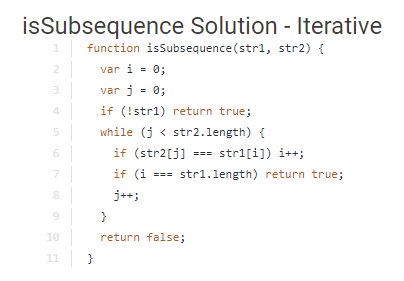 isSubsequence Solution - Iterative
1 function isSubsequence(str1, str2) {
2 var i = 0;
3 var j = 0;
4 if (!str1) return true;
5 while (j < str2.length) {
6 if (str2[j] === str1[i]) i++;
7 if (i === str1.length) return true;
8 j++;
9 }
10 return false;
11 }